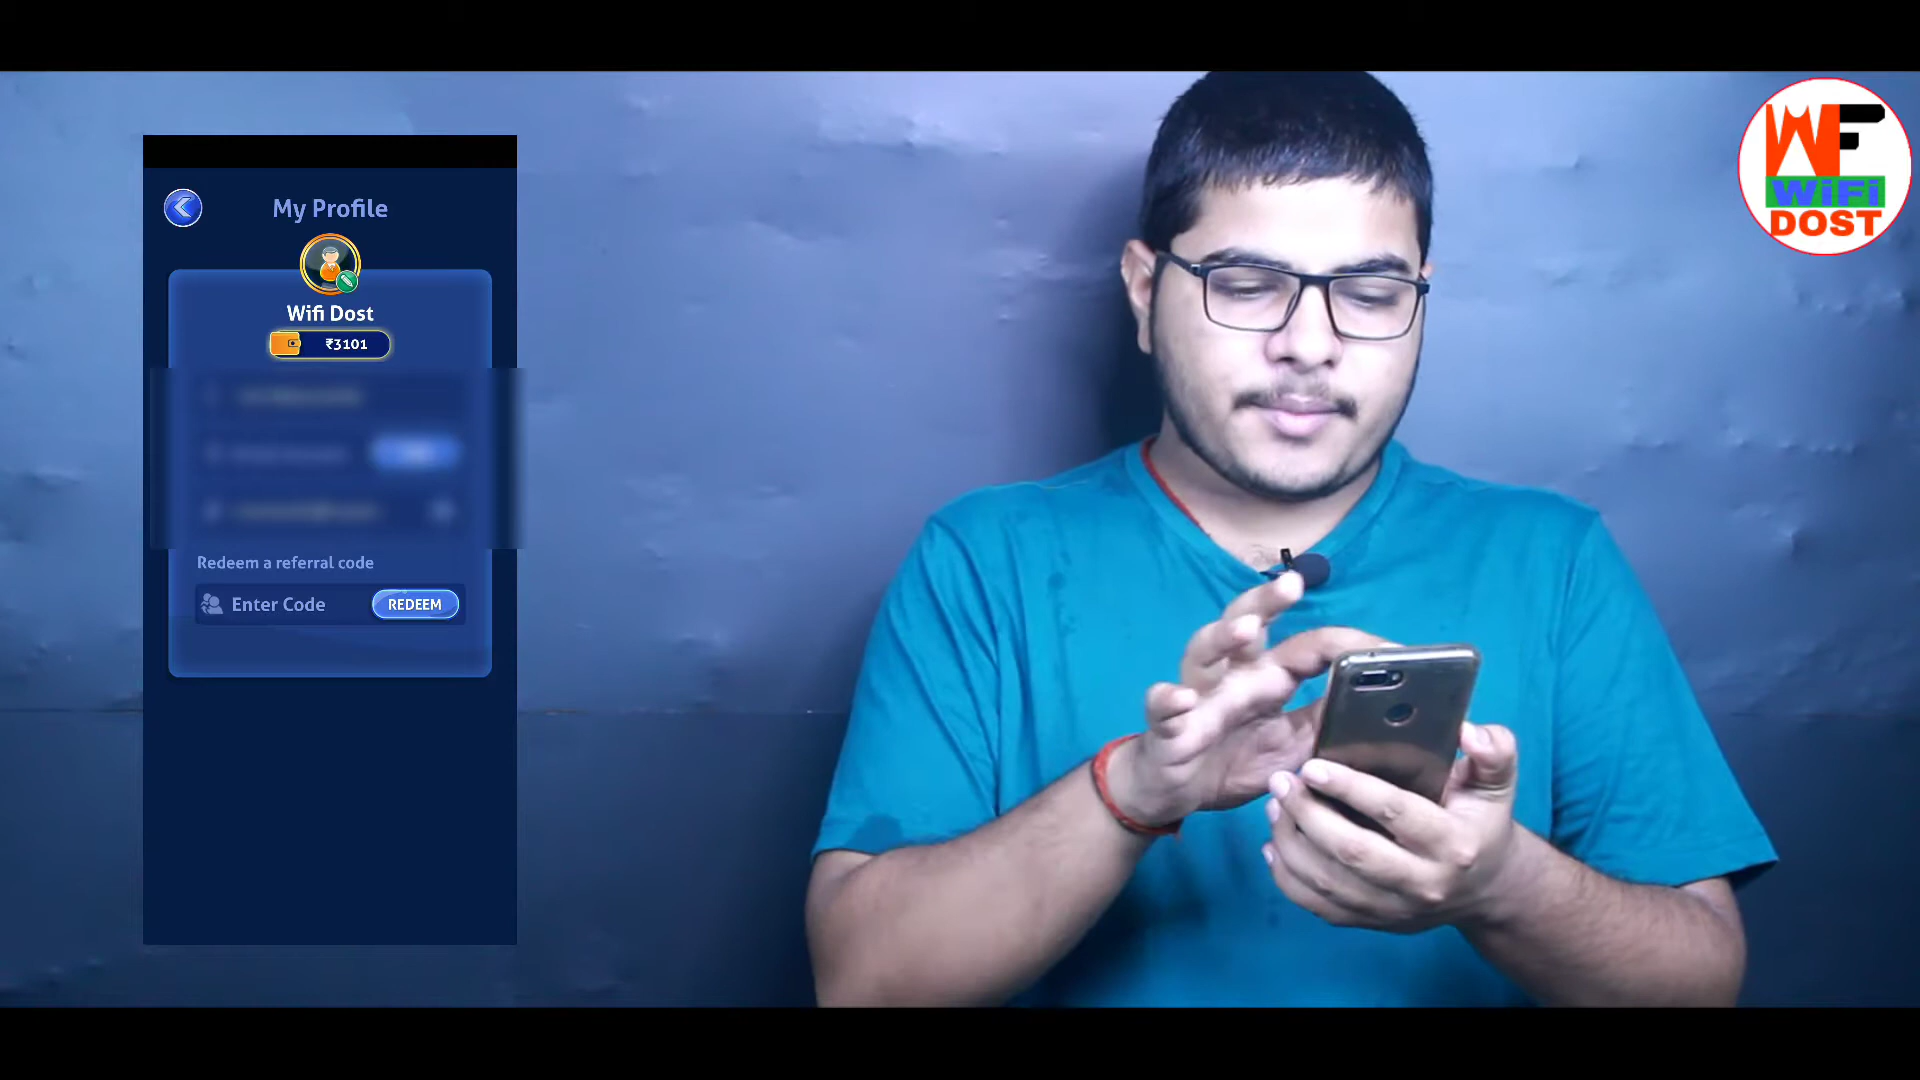 My Profile
Wifi Dost
₹3101
Redeem a referral code
Enter Code
REDEEM
WF
WiFi
DOST